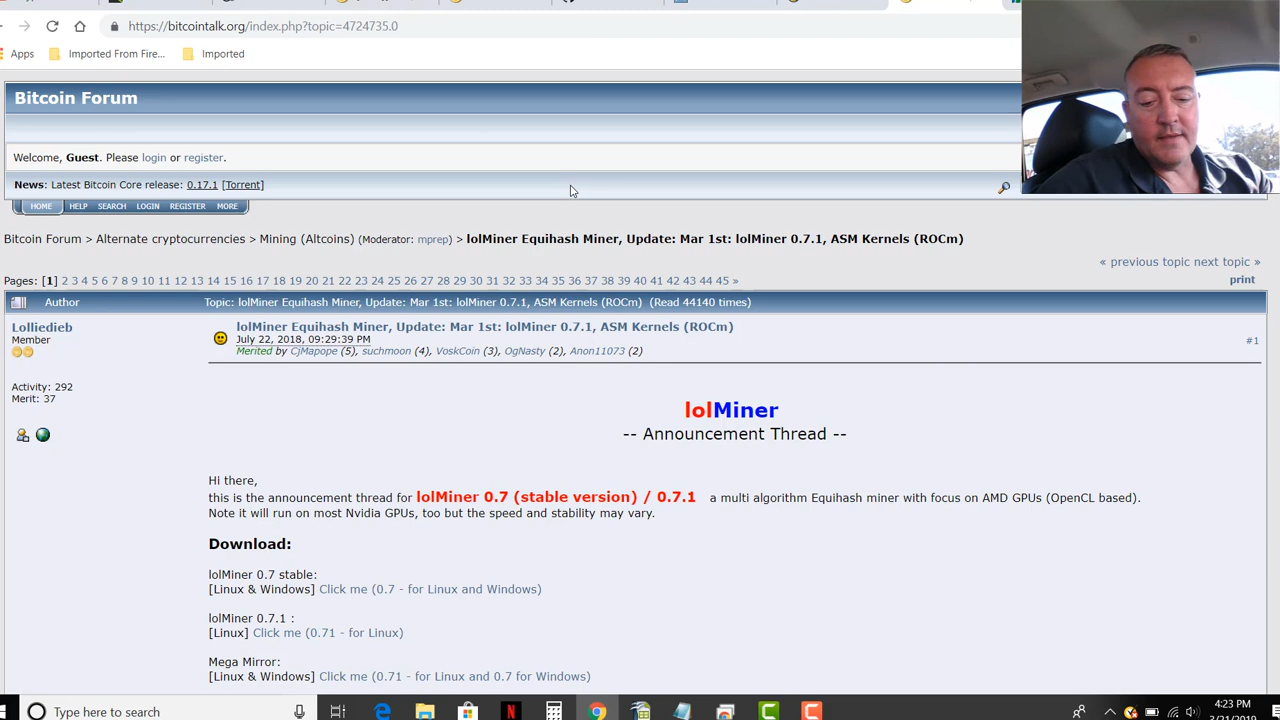 https://bitcointalk.org/index.php?topic=4724735.0
Apps Imported From Fire... Imported
Bitcoin Forum
Welcome, Guest. Please login or register.
News: Latest Bitcoin Core release: 0.17.1 [Torrent]
HOME HELP SEARCH LOGIN REGISTER MORE
Bitcoin Forum > Alternate cryptocurrencies > Mining (Altcoins) (Moderator: mprep) > lolMiner Equihash Miner, Update: Mar 1st: lolMiner 0.7.1, ASM Kernels (ROCm)
« previous topic next topic »
Pages: [1] 2 3 4 5 6 7 8 9 10 11 12 13 14 15 16 17 18 19 20 21 22 23 24 25 26 27 28 29 30 31 32 33 34 35 36 37 38 39 40 41 42 43 44 45 » print
Author Topic: lolMiner Equihash Miner, Update: Mar 1st: lolMiner 0.7.1, ASM Kernels (ROCm) (Read 44140 times)
Lolliedieb
Member
Activity: 292
Merit: 37
lolMiner Equihash Miner, Update: Mar 1st: lolMiner 0.7.1, ASM Kernels (ROCm)
July 22, 2018, 09:29:39 PM
#1
Merited by CjMapope (5), suchmoon (4), VoskCoin (3), OgNasty (2), Anon11073 (2)
lolMiner
-- Announcement Thread --
Hi there,
this is the announcement thread for lolMiner 0.7 (stable version) / 0.7.1 a multi algorithm Equihash miner with focus on AMD GPUs (OpenCL based).
Note it will run on most Nvidia GPUs, too but the speed and stability may vary.
Download:
lolMiner 0.7 stable:
[Linux & Windows] Click me (0.7 - for Linux and Windows)
lolMiner 0.7.1 :
[Linux] Click me (0.71 - for Linux)
Mega Mirror:
[Linux & Windows] Click me (0.71 - for Linux and 0.7 for Windows)
Type here to search
4:23 PM